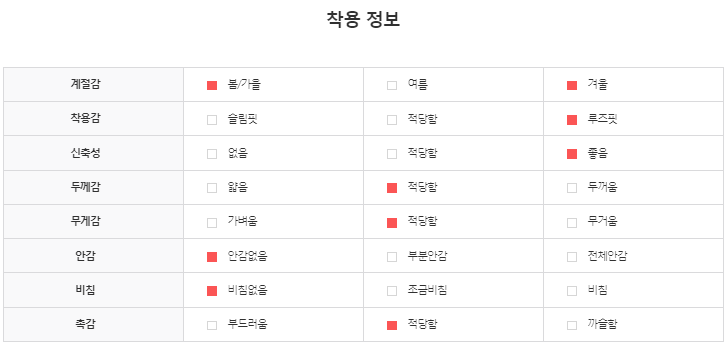 착용 정보
계절감 봄/가을 여름 겨울
착용감 슬림핏 적당함 루즈핏
신축성 없음 적당함 좋음
두께감 얇음 적당함 두꺼움
무게감 가벼움 적당함 무거움
안감 안감없음 부분안감 전체안감
비침 비침없음 조금비침 비침
촉감 부드러움 적당함 까슬함